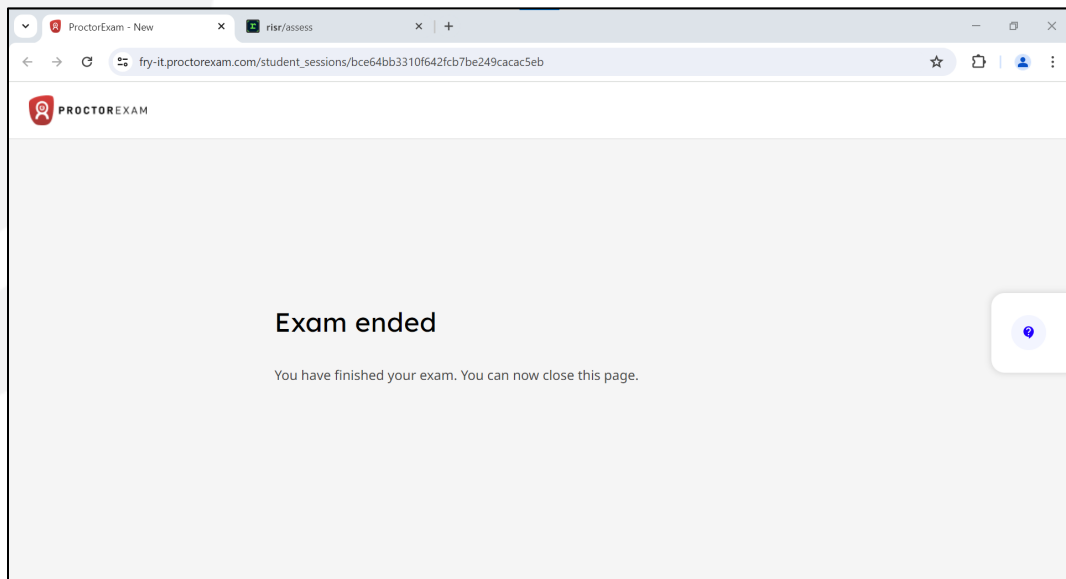 ProctorExam - New
risr/assess
fry-it.proctorexam.com/student_sessions/bce64bb3310f642fcb7be249cacac5eb
PROCTOREXAM
Exam ended
You have finished your exam. You can now close this page.